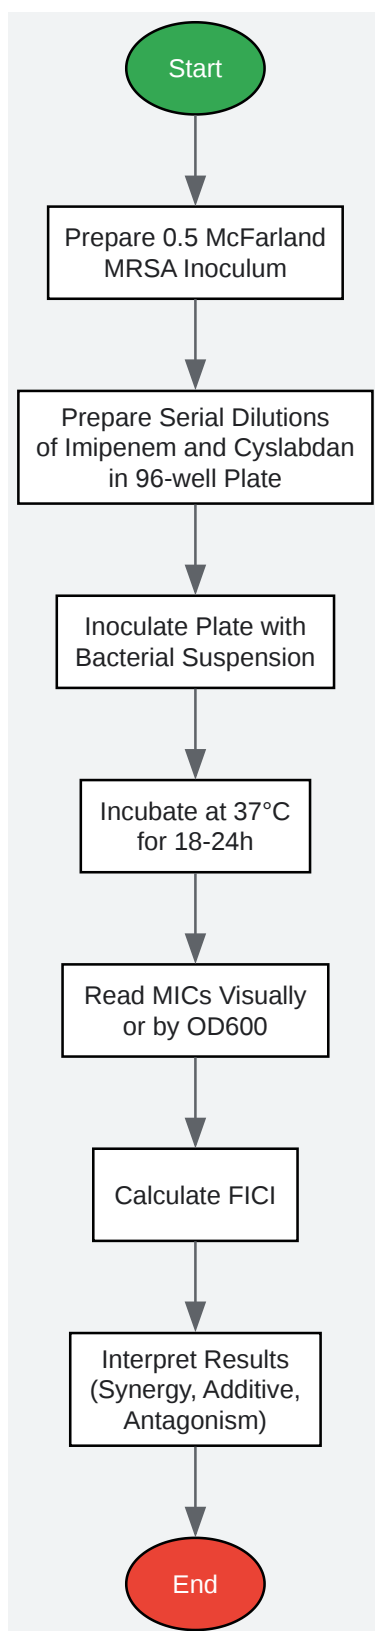 Start
Prepare 0.5 McFarland
MRSA Inoculum
Prepare Serial Dilutions
of Imipenem and Cyslabdan
in 96-well Plate
Inoculate Plate with
Bacterial Suspension
Incubate at 37°C
for 18-24h
Read MICs Visually
or by OD600
Calculate FICI
Interpret Results
(Synergy, Additive,
Antagonism)
End